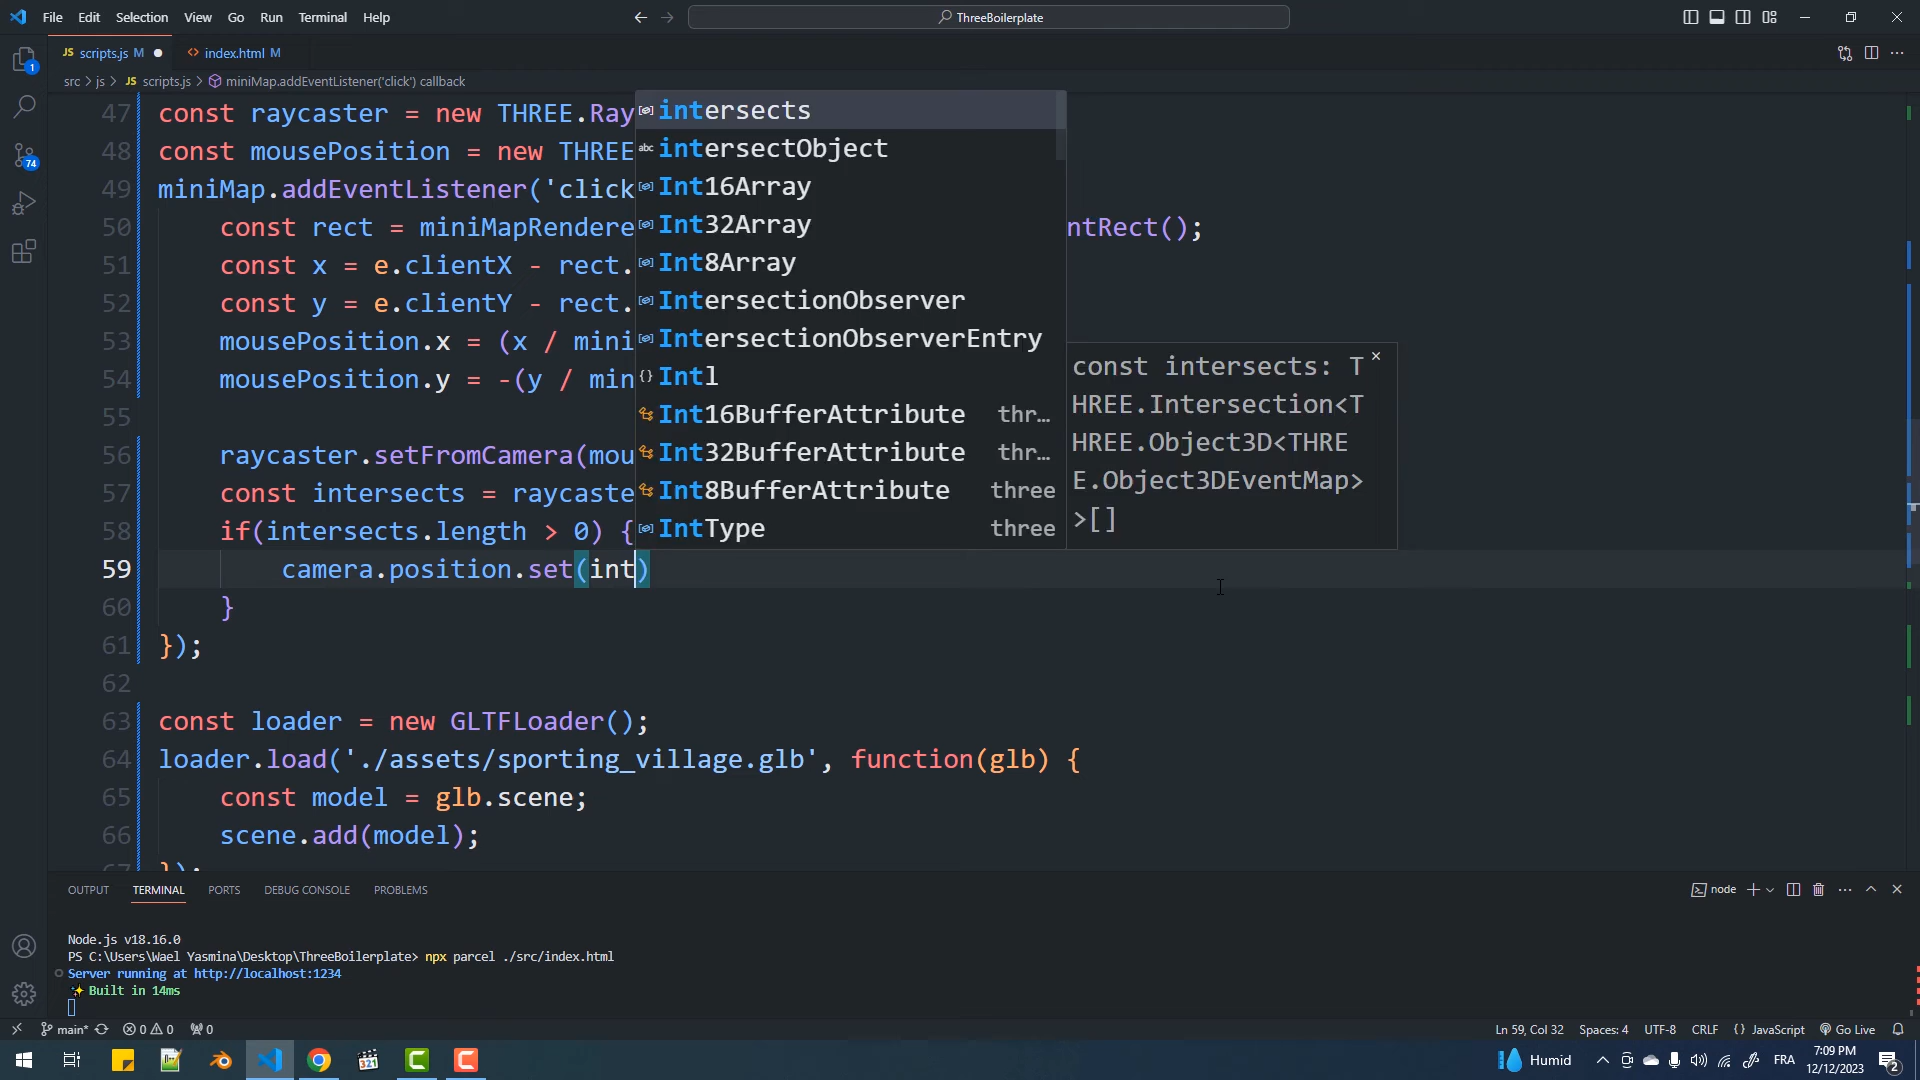 File Edit Selection View Go Run Terminal Help
ThreeBoilerplate
JS scripts.js M
index.html M
src > js > JS scripts.js > miniMap.addEventListener('click') callback
47 const raycaster = new THREE.Ray
48 const mousePosition = new THREE
49 miniMap.addEventListener('click
50 const rect = miniMapRendere ntRect();
51 const x = e.clientX - rect.
52 const y = e.clientY - rect.
53 mousePosition.x = (x / mini
54 mousePosition.y = -(y / min
55
56 raycaster.setFromCamera(mou
57 const intersects = raycaste
58 if(intersects.length > 0) {
59 camera.position.set(int)
60 }
61 });
62
63 const loader = new GLTFLoader();
64 loader.load('./assets/sporting_village.glb', function(glb) {
65 const model = glb.scene;
66 scene.add(model);
intersects
abc intersectObject
Int16Array
Int32Array
Int8Array
IntersectionObserver
IntersectionObserverEntry
Intl
Int16BufferAttribute thr…
Int32BufferAttribute thr…
Int8BufferAttribute three
IntType three
const intersects: T
HREE.Intersection<T
HREE.Object3D<THRE
E.Object3DEventMap>
>[]
OUTPUT TERMINAL PORTS DEBUG CONSOLE PROBLEMS
node
Node.js v18.16.0
PS C:\Users\Wael Yasmina\Desktop\ThreeBoilerplate> npx parcel ./src/index.html
Server running at http://localhost:1234
✨ Built in 14ms
1
74
main* 0 0 0
Ln 59, Col 32 Spaces: 4 UTF-8 CRLF {} JavaScript Go Live
321
Humid
FRA
7:09 PM
12/12/2023
2